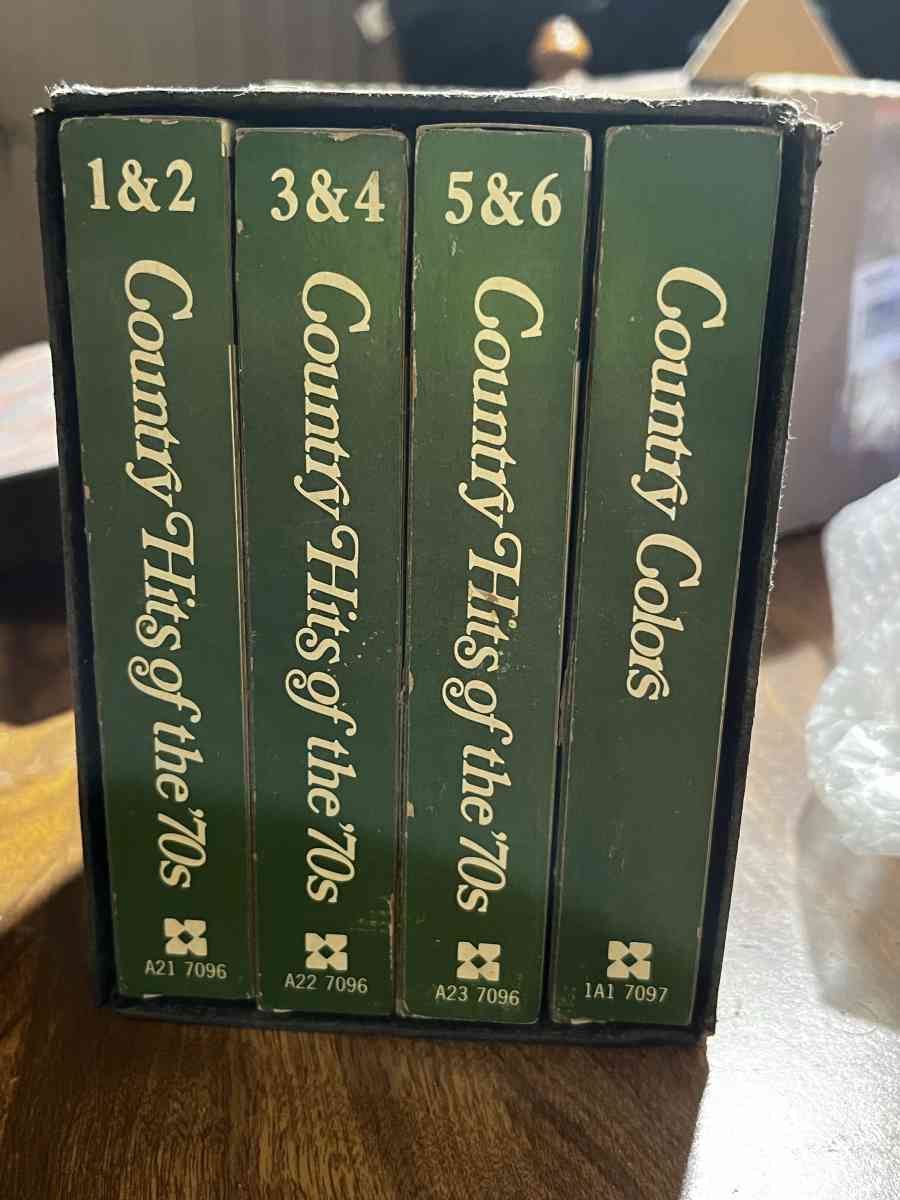 1&2
Country Hits of the '70s
A21 7096
3&4
Country Hits of the '70s
A22 7096
5&6
Country Hits of the '70s
A23 7096
Country Colors
1A1 7097